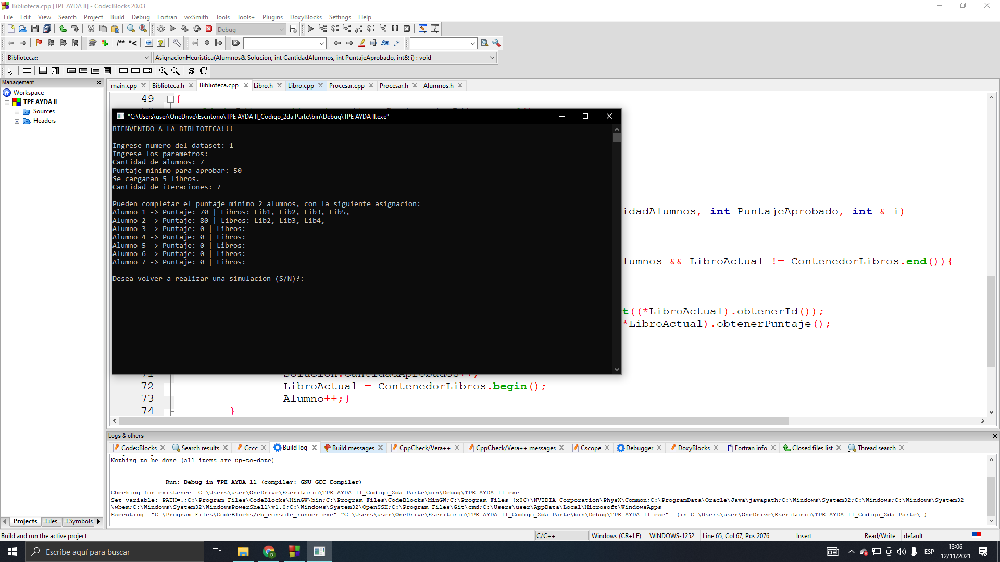 Biblioteca.cpp [TPE AYDA II] - Code::Blocks 20.03
File Edit View Search Project Build Debug Fortran wxSmith Tools Tools+ Plugins DoxyBlocks Settings Help
Debug
/** *<
Aa .*
Biblioteca:: AsignacionHeuristica(Alumnos& Solucion, int CantidadAlumnos, int PuntajeAprobado, int& i) : void
S C
Management
Workspace
TPE AYDA II
Sources
Headers
main.cpp Biblioteca.h Biblioteca.cpp Libro.h Libro.cpp Procesar.cpp Procesar.h Alumnos.h
49 {
"C:\Users\user\OneDrive\Escritorio\TPE AYDA II_Codigo_2da Parte\bin\Debug\TPE AYDA II.exe"
BIENVENIDO A LA BIBLIOTECA!!!
Ingrese numero del dataset: 1
Ingrese los parametros:
Cantidad de alumnos: 7
Puntaje minimo para aprobar: 50
Se cargaran 5 libros.
Cantidad de iteraciones: 7
Pueden completar el puntaje minimo 2 alumnos, con la siguiente asignacion:
Alumno 1 -> Puntaje: 70 | Libros: Lib1, Lib2, Lib3, Lib5,
Alumno 2 -> Puntaje: 80 | Libros: Lib2, Lib3, Lib4,
Alumno 3 -> Puntaje: 0 | Libros:
Alumno 4 -> Puntaje: 0 | Libros:
Alumno 5 -> Puntaje: 0 | Libros:
Alumno 6 -> Puntaje: 0 | Libros:
Alumno 7 -> Puntaje: 0 | Libros:
Desea volver a realizar una simulacion (S/N)?:
idadAlumnos, int PuntajeAprobado, int & i)
lumnos && LibroActual != ContenedorLibros.end()){
t((*LibroActual).obtenerId());
*LibroActual).obtenerPuntaje();
71 Solucion.CantidadAprobados++;
72 LibroActual = ContenedorLibros.begin();
73 Alumno++;}
74 }
Logs & others
Code::Blocks Search results Cccc Build log Build messages CppCheck/Vera++ CppCheck/Vera++ messages Cscope Debugger DoxyBlocks Fortran info Closed files list Thread search
Nothing to be done (all items are up-to-date).
-------------- Run: Debug in TPE AYDA ll (compiler: GNU GCC Compiler)---------------
Checking for existence: C:\Users\user\OneDrive\Escritorio\TPE AYDA ll_Codigo_2da Parte\bin\Debug\TPE AYDA ll.exe
Set variable: PATH=.;C:\Program Files\CodeBlocks\MinGW\bin;C:\Program Files\CodeBlocks\MinGW;C:\Program Files (x86)\NVIDIA Corporation\PhysX\Common;C:\ProgramData\Oracle\Java\javapath;C:\Windows\System32;C:\Windows;C:\Windows\System32
\wbem;C:\Windows\System32\WindowsPowerShell\v1.0;C:\Windows\System32\OpenSSH;C:\Program Files\Git\cmd;C:\Users\user\AppData\Local\Microsoft\WindowsApps
Executing: "C:\Program Files\CodeBlocks/cb_console_runner.exe" "C:\Users\user\OneDrive\Escritorio\TPE AYDA ll_Codigo_2da Parte\bin\Debug\TPE AYDA ll.exe" (in C:\Users\user\OneDrive\Escritorio\TPE AYDA ll_Codigo_2da Parte\.)
Projects Files FSymbols
Build and run the active project C/C++ Windows (CR+LF) WINDOWS-1252 Line 65, Col 67, Pos 2076 Insert Read/Write default
Escribe aquí para buscar
ESP
13:06
12/11/2021